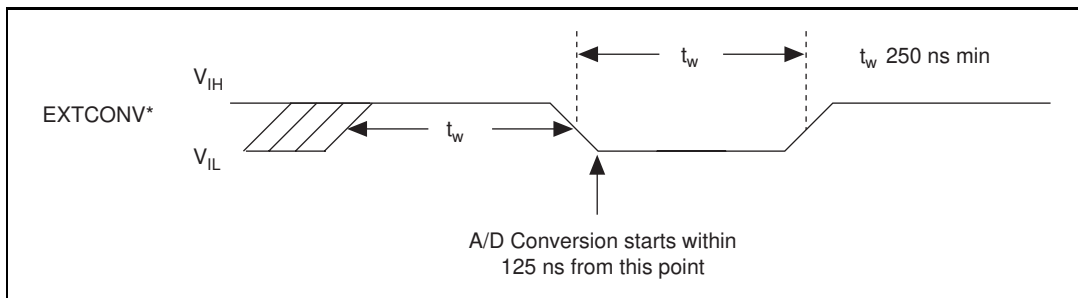 t_w
t_w 250 ns min
V_IH
EXTCONV*
t_w
V_IL
A/D Conversion starts within
125 ns from this point